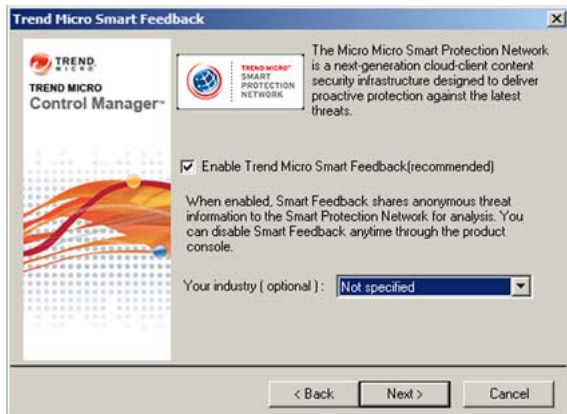 Trend Micro Smart Feedback
TREND
MICRO
TREND MICRO
Control Manager™
TREND MICRO™
SMART
PROTECTION
NETWORK
The Micro Micro Smart Protection Network
is a next-generation cloud-client content
security infrastructure designed to deliver
proactive protection against the latest
threats.
Enable Trend Micro Smart Feedback(recommended)
When enabled, Smart Feedback shares anonymous threat
information to the Smart Protection Network for analysis. You
can disable Smart Feedback anytime through the product
console.
Your industry ( optional ) : Not specified
< Back Next > Cancel